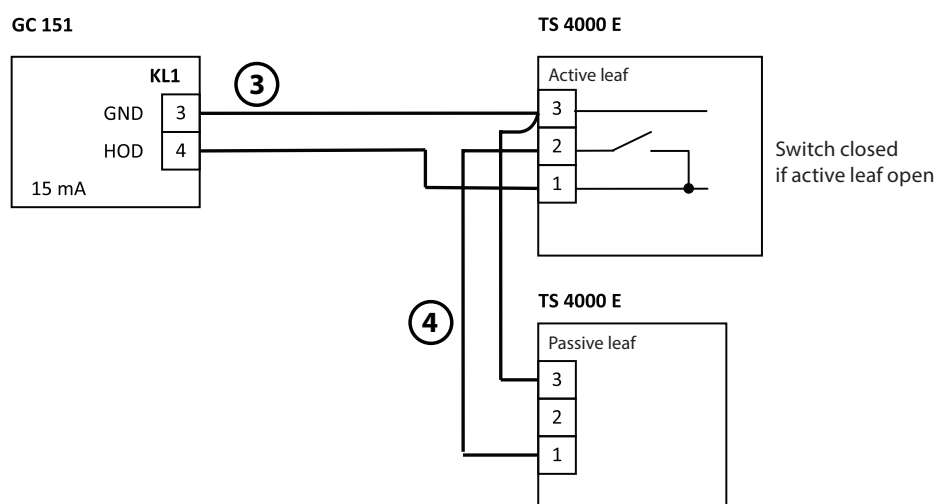 GC 151
KL1
GND 3
HOD 4
15 mA
3
TS 4000 E
Active leaf
3
2
1
Switch closed
if active leaf open
4
TS 4000 E
Passive leaf
3
2
1